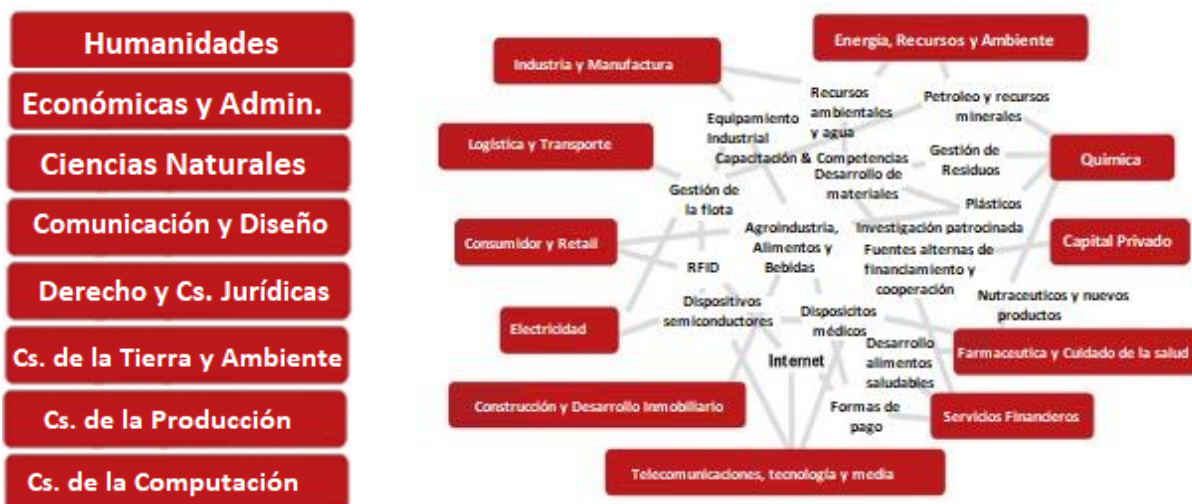 Humanidades
Económicas y Admin.
Ciencias Naturales
Comunicación y Diseño
Derecho y Cs. Jurídicas
Cs. de la Tierra y Ambiente
Cs. de la Producción
Cs. de la Computación
Energía, Recursos y Ambiente
Industria y Manufactura
Recursos
ambientales
y agua
Petroleo y recursos
minerales
Equipamiento
Industrial
Logística y Transporte
Capacitación & Competencias
Desarrollo de
materiales
Gestión de
Residuos
Química
Gestión de
la flota
Plásticos
Agroindustria,
Alimentos y
Bebidas
Investigación patrocinada
Fuentes alternas de
financiamiento y
cooperación
Capital Privado
Consumidor y Retail
RFID
Nutraceuticos y nuevos
productos
Dispositivos
semiconductores
Disposicitos
médicos
Electricidad
Internet
Desarrollo
alimentos
saludables
Farmaceutica y Cuidado de la salud
Construcción y Desarrollo Inmobiliario
Formas de
pago
Servicios Financieros
Telecomunicaciones, tecnología y media